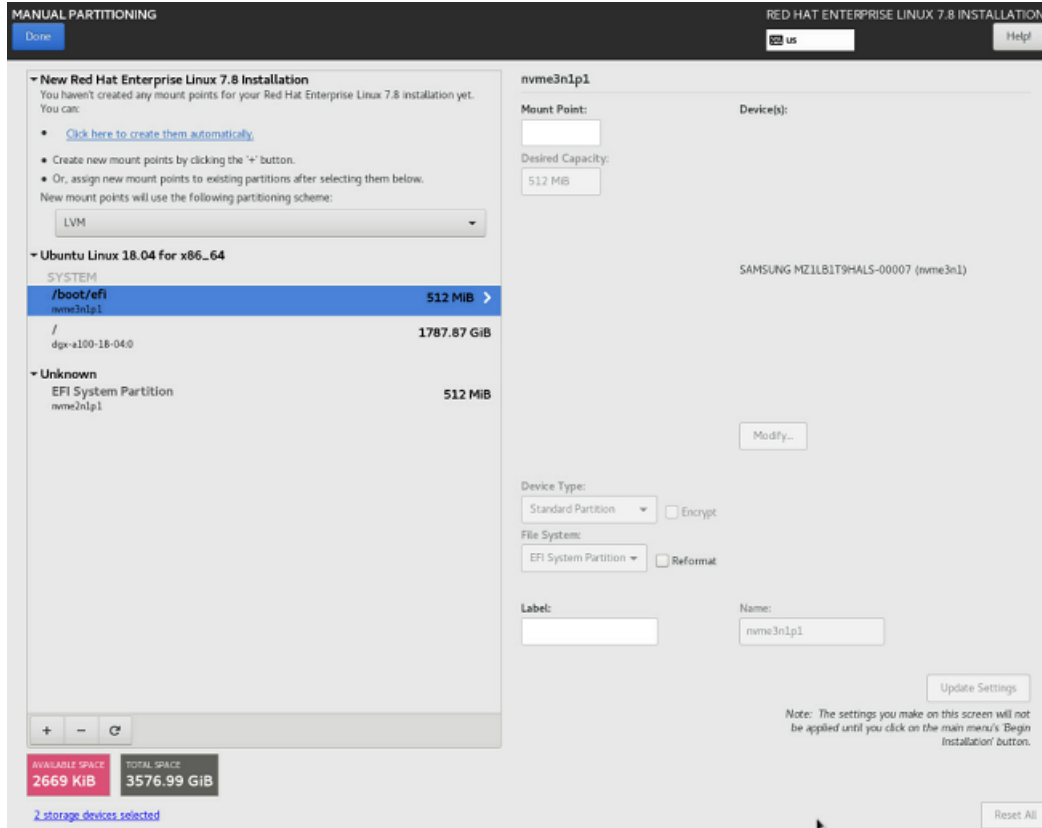 MANUAL PARTITIONING
RED HAT ENTERPRISE LINUX 7.8 INSTALLATION
Done
us
Help!
New Red Hat Enterprise Linux 7.8 Installation
You haven't created any mount points for your Red Hat Enterprise Linux 7.8 installation yet.
You can:
• Click here to create them automatically.
• Create new mount points by clicking the '+' button.
• Or, assign new mount points to existing partitions after selecting them below.
New mount points will use the following partitioning scheme:
LVM
Ubuntu Linux 18.04 for x86_64
SYSTEM
/boot/efi 512 MiB
nvme3n1p1
/ 1787.87 GiB
dgx-a100-18-04:0
Unknown
EFI System Partition 512 MiB
nvme2n1p1
+ −
AVAILABLE SPACE
2669 KiB
TOTAL SPACE
3576.99 GiB
2 storage devices selected
nvme3n1p1
Mount Point:
Device(s):
Desired Capacity:
512 MiB
SAMSUNG MZ1LB1T9HALS-00007 (nvme3n1)
Modify...
Device Type:
Standard Partition
Encrypt
File System:
EFI System Partition
Reformat
Label:
Name:
nvme3n1p1
Update Settings
Note: The settings you make on this screen will not
be applied until you click on the main menu's 'Begin
Installation' button.
Reset All